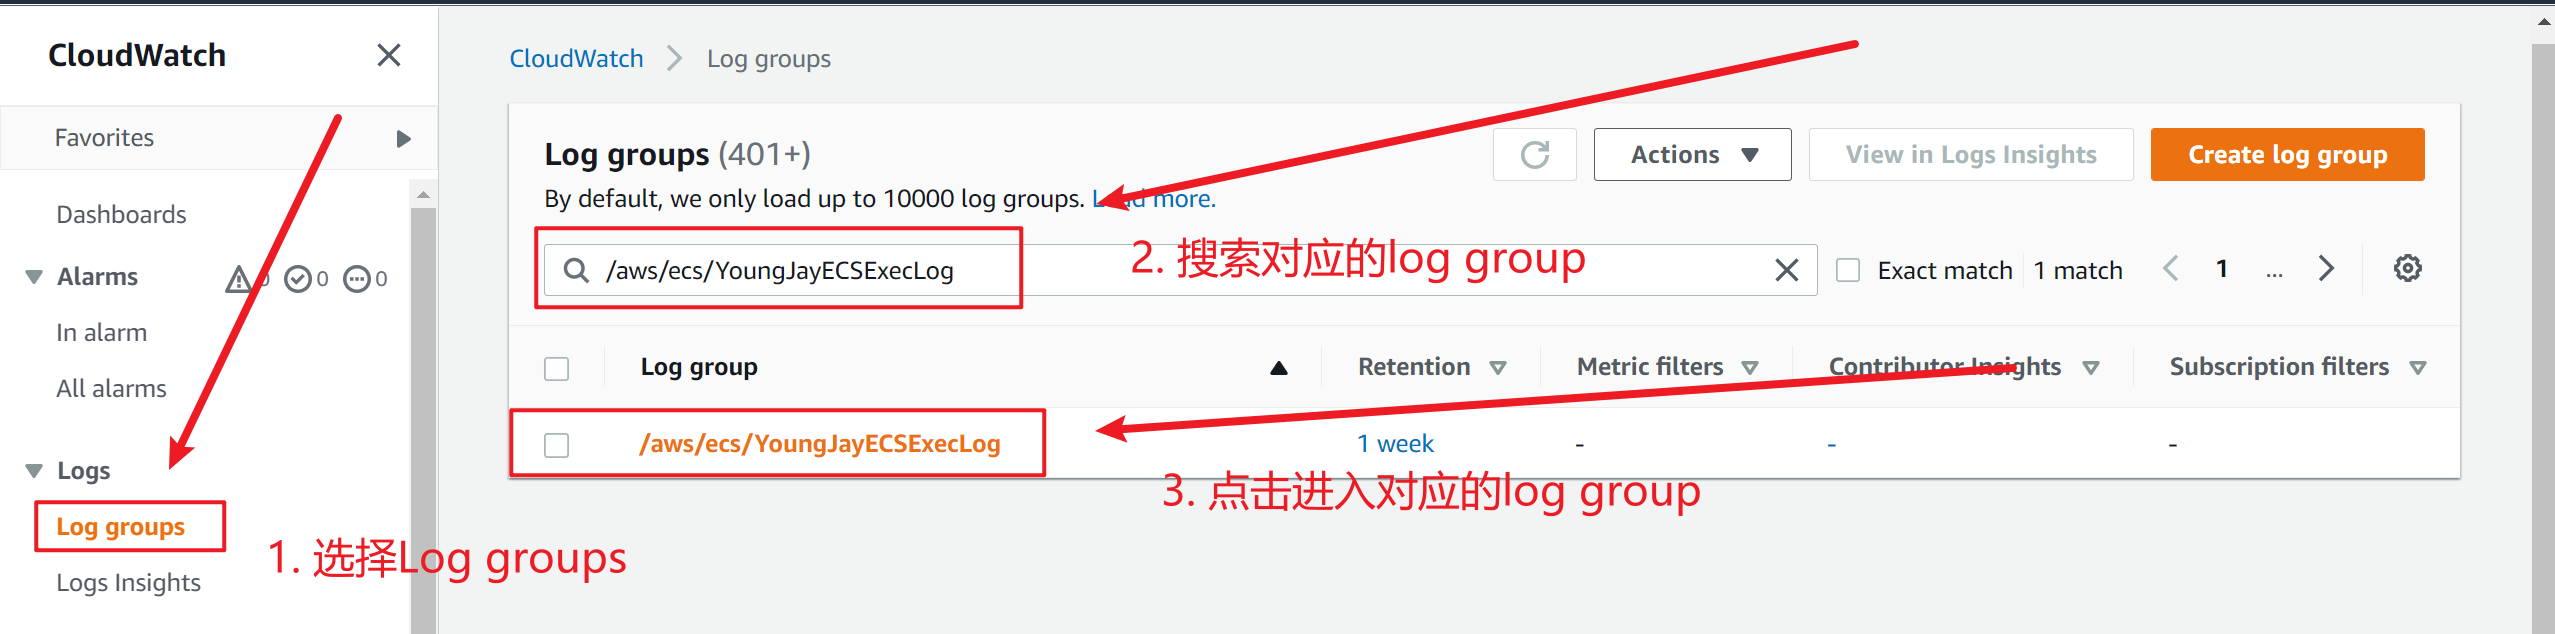 CloudWatch
Favorites
Dashboards
Alarms 0 0 0
In alarm
All alarms
Logs
Log groups
Logs Insights
1. 选择Log groups
CloudWatch Log groups
Log groups (401+)
Actions
View in Logs Insights
Create log group
By default, we only load up to 10000 log groups. Load more.
/aws/ecs/YoungJayECSExecLog
2. 搜索对应的log group
Exact match 1 match 1 ...
Log group Retention Metric filters Contributor Insights Subscription filters
/aws/ecs/YoungJayECSExecLog 1 week - - -
3. 点击进入对应的log group